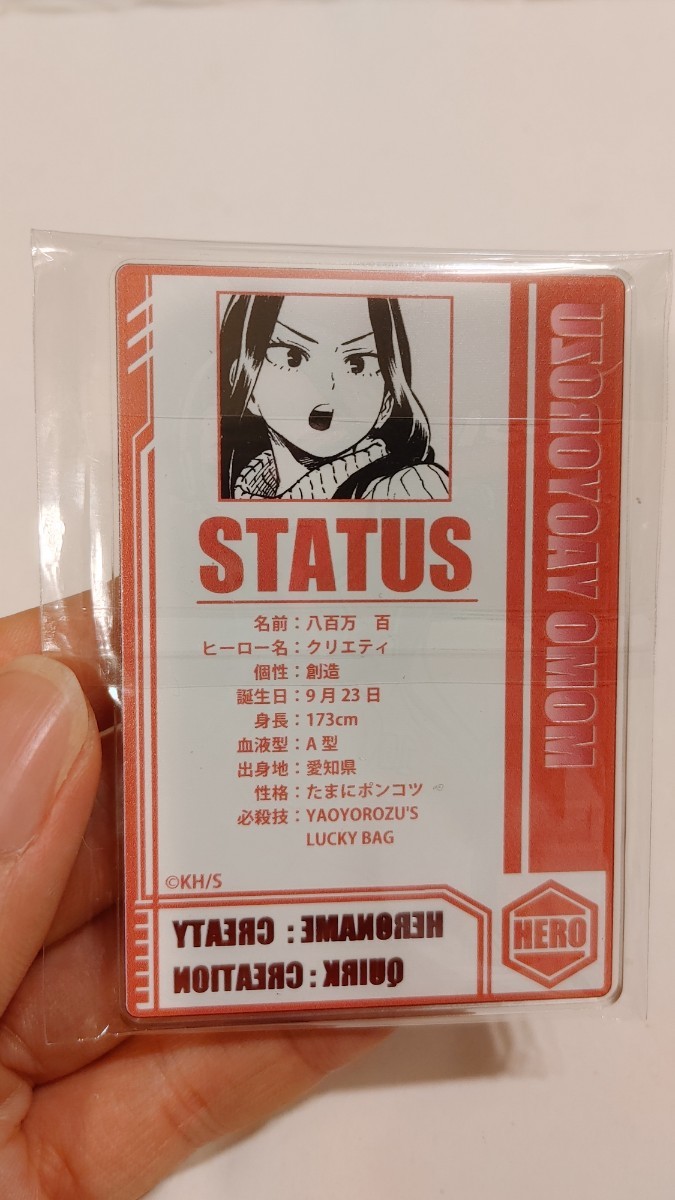 STATUS
名前：八百万　百
ヒーロー名：クリエティ
個性：創造
誕生日：9月23日
身長：173cm
血液型：A型
出身地：愛知県
性格：たまにポンコツ
必殺技：YAOYOROZU'S
LUCKY BAG
©KH/S
MOMO YAOYOROZU
HERONAME : CREATY
QUIRK : CREATION
HERO